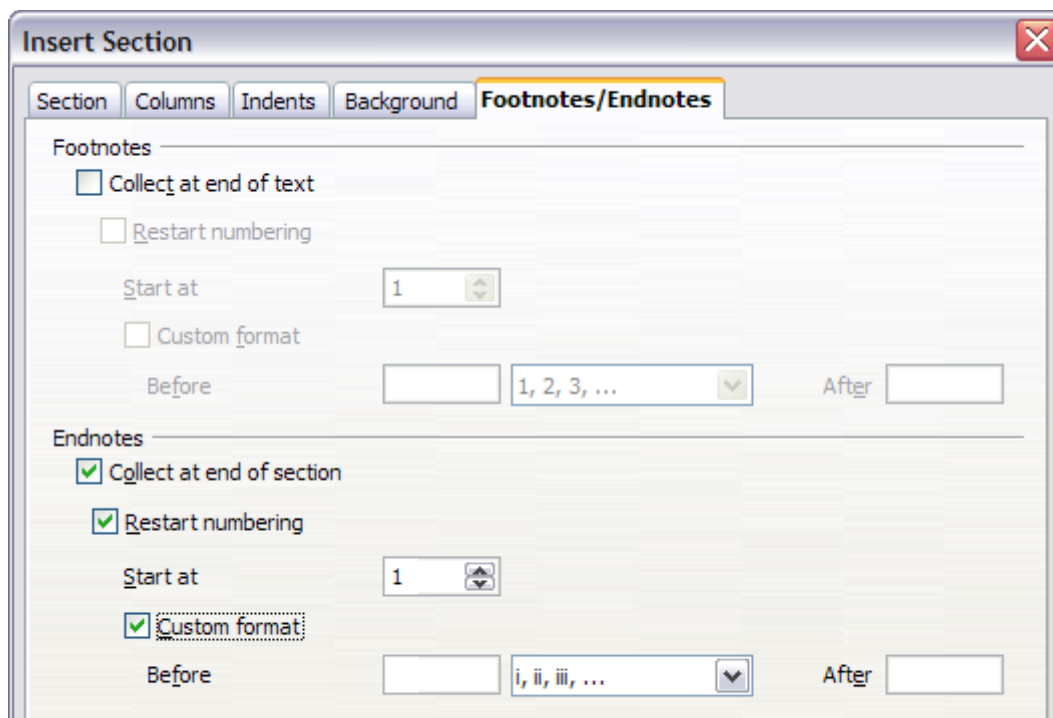 Insert Section
Section Columns Indents Background Footnotes/Endnotes
Footnotes
Collect at end of text
Restart numbering
Start at 1
Custom format
Before 1, 2, 3, ... After
Endnotes
Collect at end of section
Restart numbering
Start at 1
Custom format
Before i, ii, iii, ... After